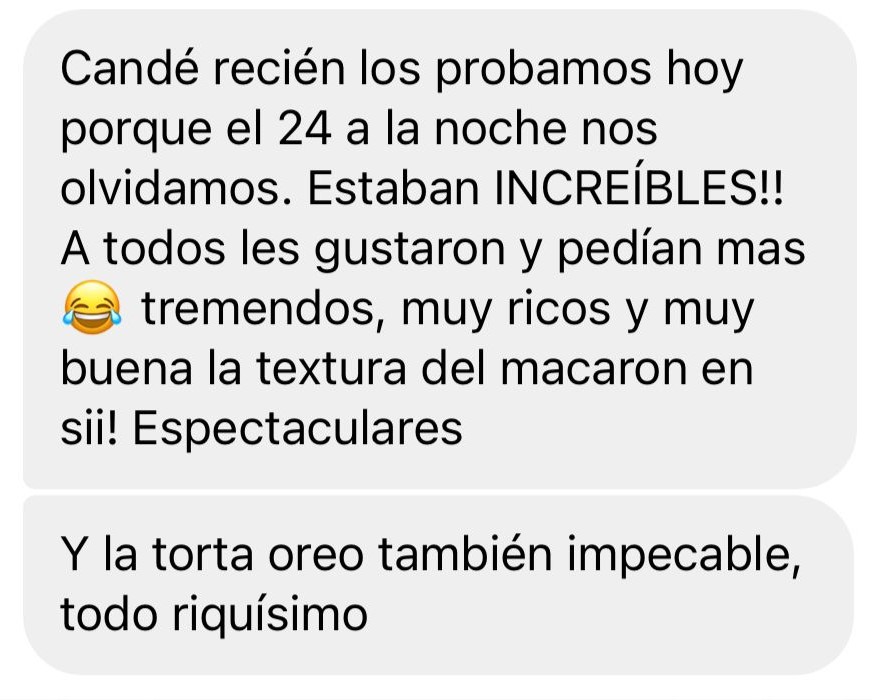 Candé recién los probamos hoy
porque el 24 a la noche nos
olvidamos. Estaban INCREÍBLES!!
A todos les gustaron y pedían mas
😂 tremendos, muy ricos y muy
buena la textura del macaron en
sii! Espectaculares
Y la torta oreo también impecable,
todo riquísimo